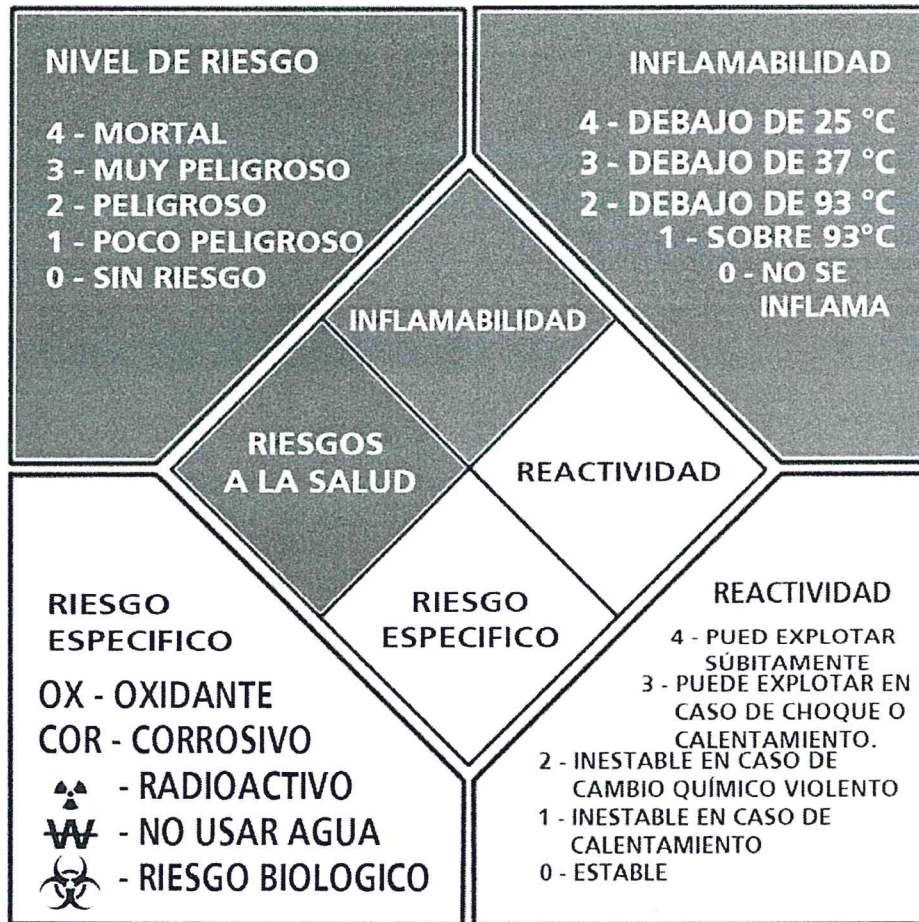 NIVEL DE RIESGO
4 - MORTAL
3 - MUY PELIGROSO
2 - PELIGROSO
1 - POCO PELIGROSO
0 - SIN RIESGO
INFLAMABILIDAD
4 - DEBAJO DE 25 °C
3 - DEBAJO DE 37 °C
2 - DEBAJO DE 93 °C
1 - SOBRE 93°C
0 - NO SE
INFLAMA
INFLAMABILIDAD
RIESGOS
A LA SALUD
REACTIVIDAD
RIESGO
ESPECIFICO
RIESGO
ESPECIFICO
OX - OXIDANTE
COR - CORROSIVO
- RADIOACTIVO
W - NO USAR AGUA
- RIESGO BIOLOGICO
REACTIVIDAD
4 - PUED EXPLOTAR
SÚBITAMENTE
3 - PUEDE EXPLOTAR EN
CASO DE CHOQUE O
CALENTAMIENTO.
2 - INESTABLE EN CASO DE
CAMBIO QUÍMICO VIOLENTO
1 - INESTABLE EN CASO DE
CALENTAMIENTO
0 - ESTABLE